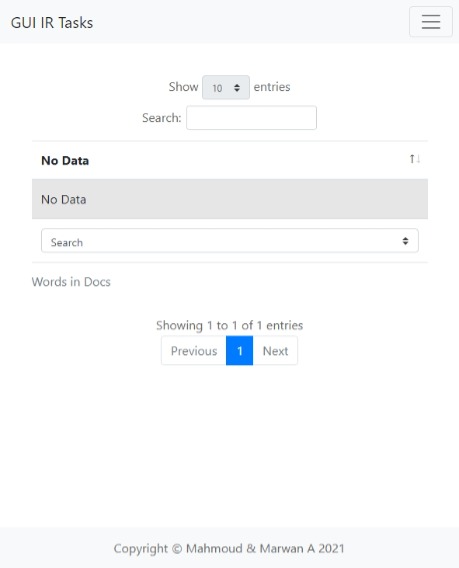 GUI IR Tasks
Show 10 entries
Search:
No Data
No Data
Search
Words in Docs
Showing 1 to 1 of 1 entries
Previous 1 Next
Copyright © Mahmoud & Marwan A 2021